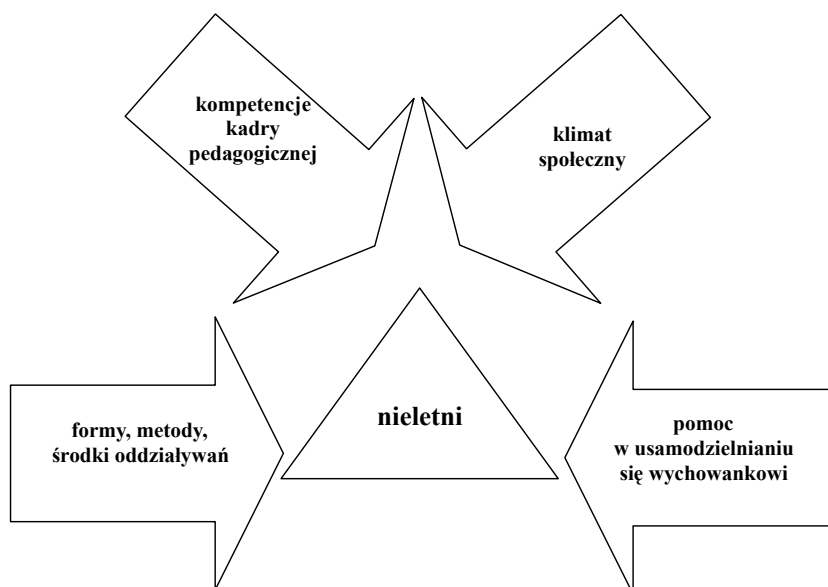 kompetencje
kadry
pedagogicznej
klimat
społeczny
nieletni
formy, metody,
środki oddziaływań
pomoc
w usamodzielnianiu
się wychowankowi